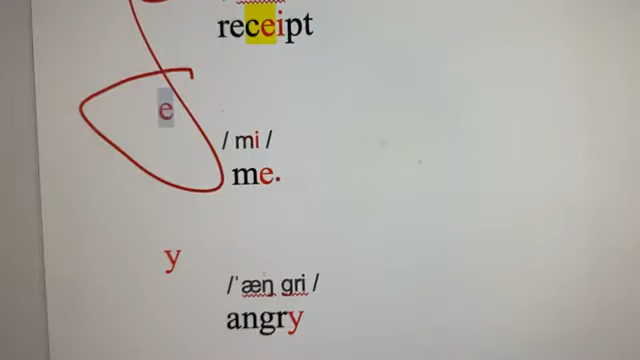 receipt
e
/ mi /
me.
y
/ˈæŋ gri /
angry